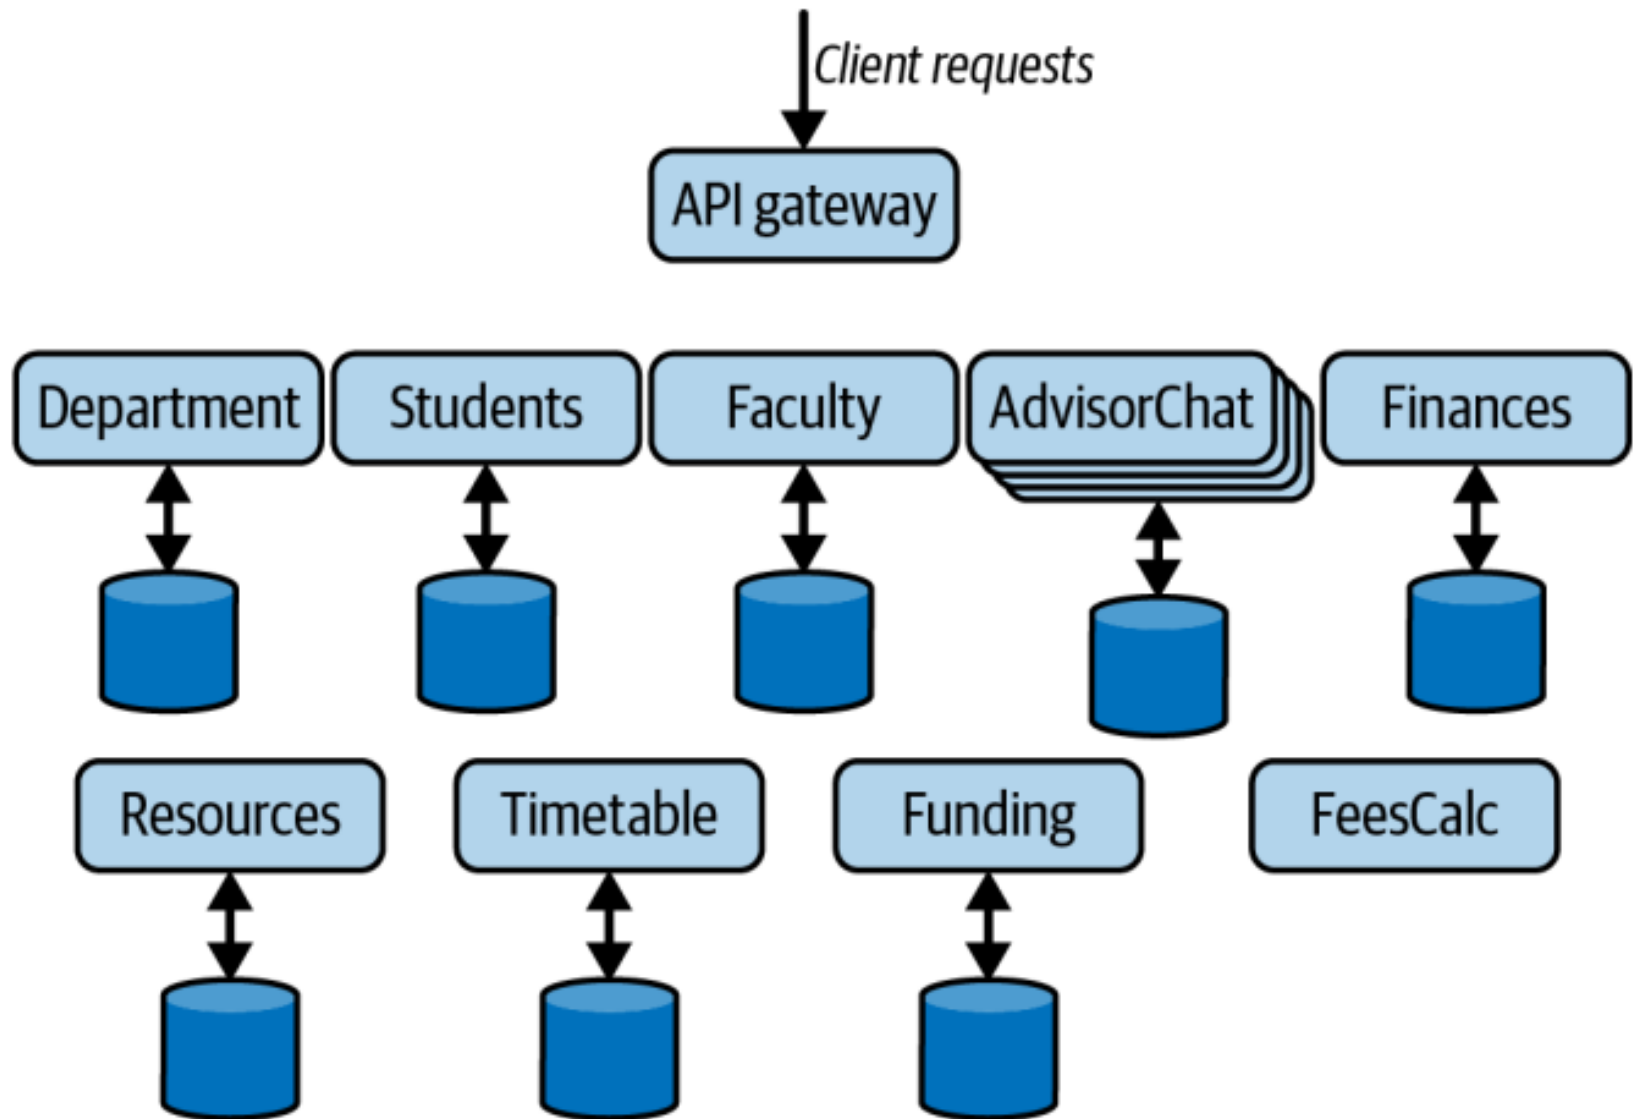 Client requests
API gateway
Department
Students
Faculty
AdvisorChat
Finances
Resources
Timetable
Funding
FeesCalc